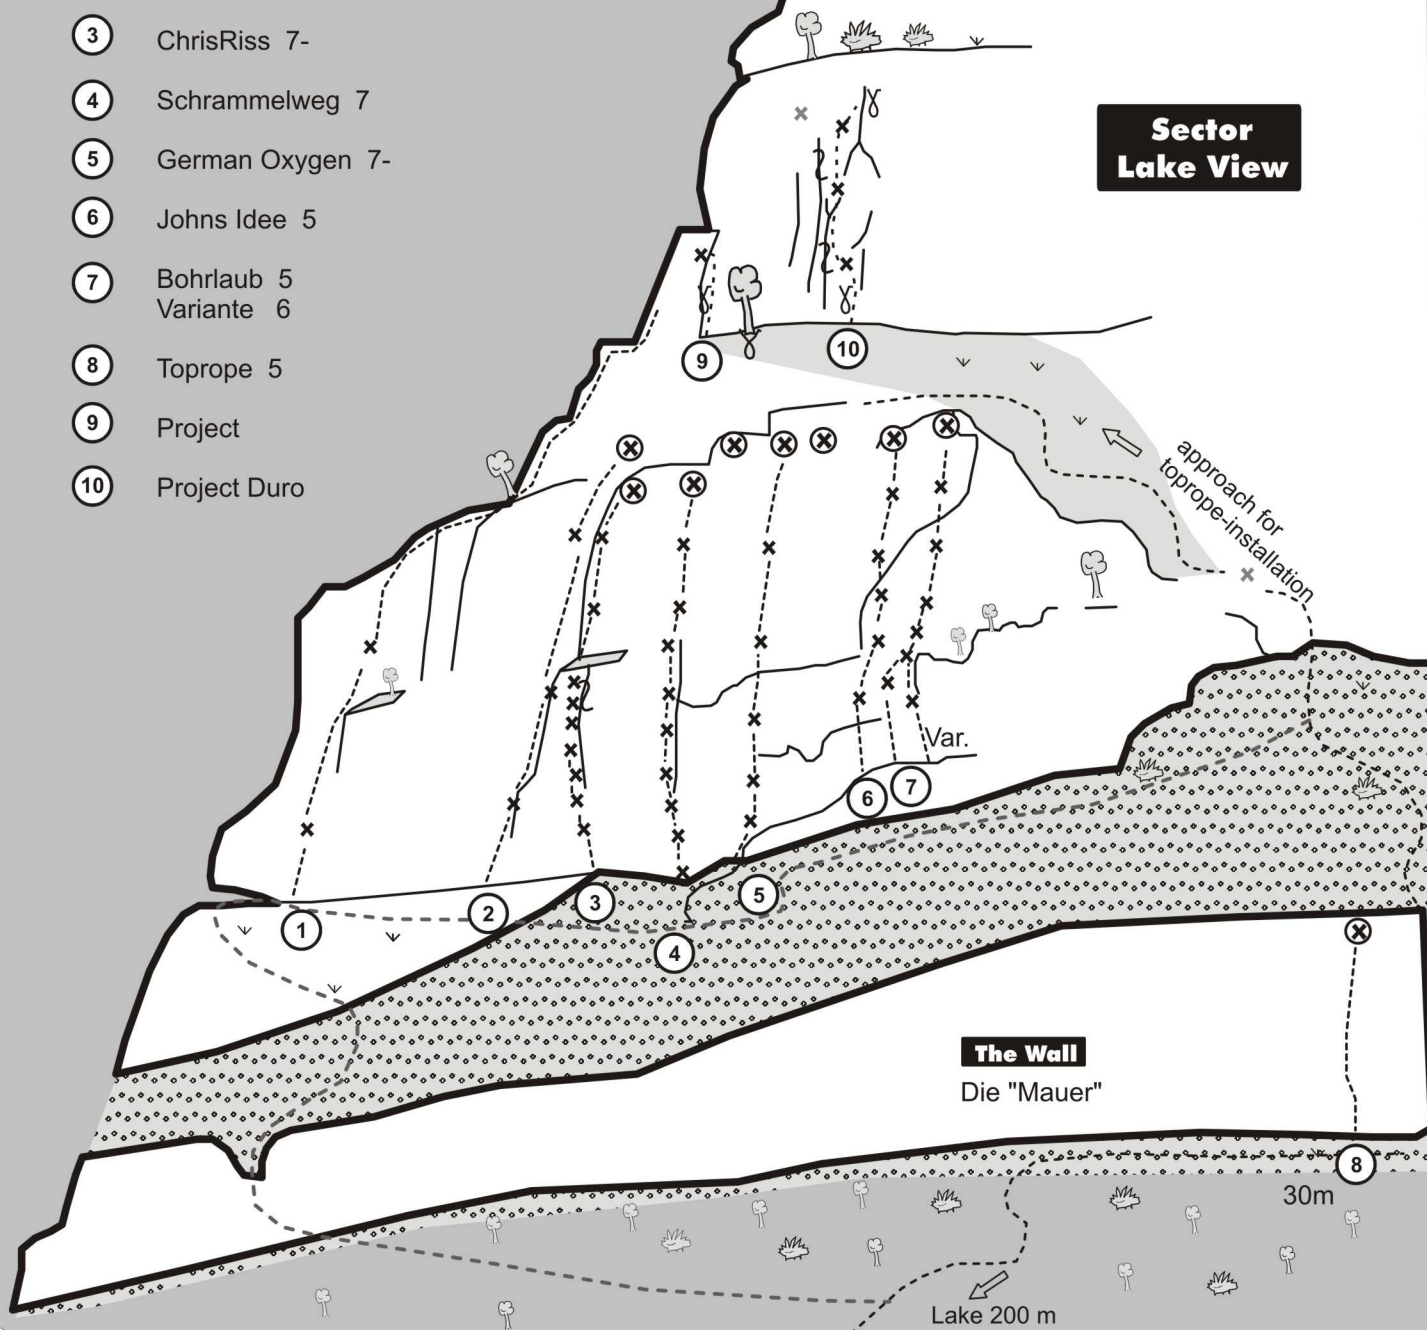 3 ChrisRiss 7-
4 Schrammelweg 7
5 German Oxygen 7-
6 Johns Idee 5
7 Bohrlaub 5
Variante 6
8 Toprope 5
9 Project
10 Project Duro
Sector
Lake View
9
10
approach for
toprope-installation
Var.
6
7
5
3
2
1
4
The Wall
Die "Mauer"
8
30m
Lake 200 m